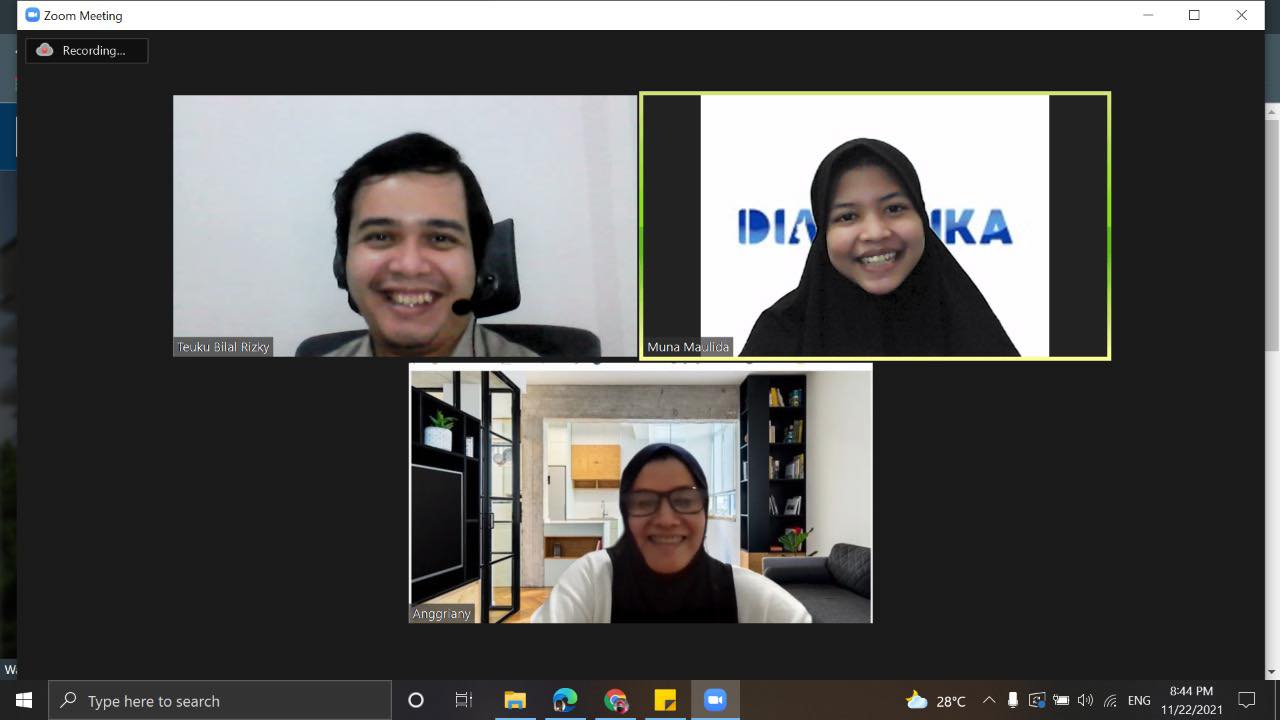 Zoom Meeting
Recording...
DIA
IKA
Teuku Bilal Rizky
Muna Maulida
Anggriany
Type here to search
28°C
ENG
8:44 PM
11/22/2021